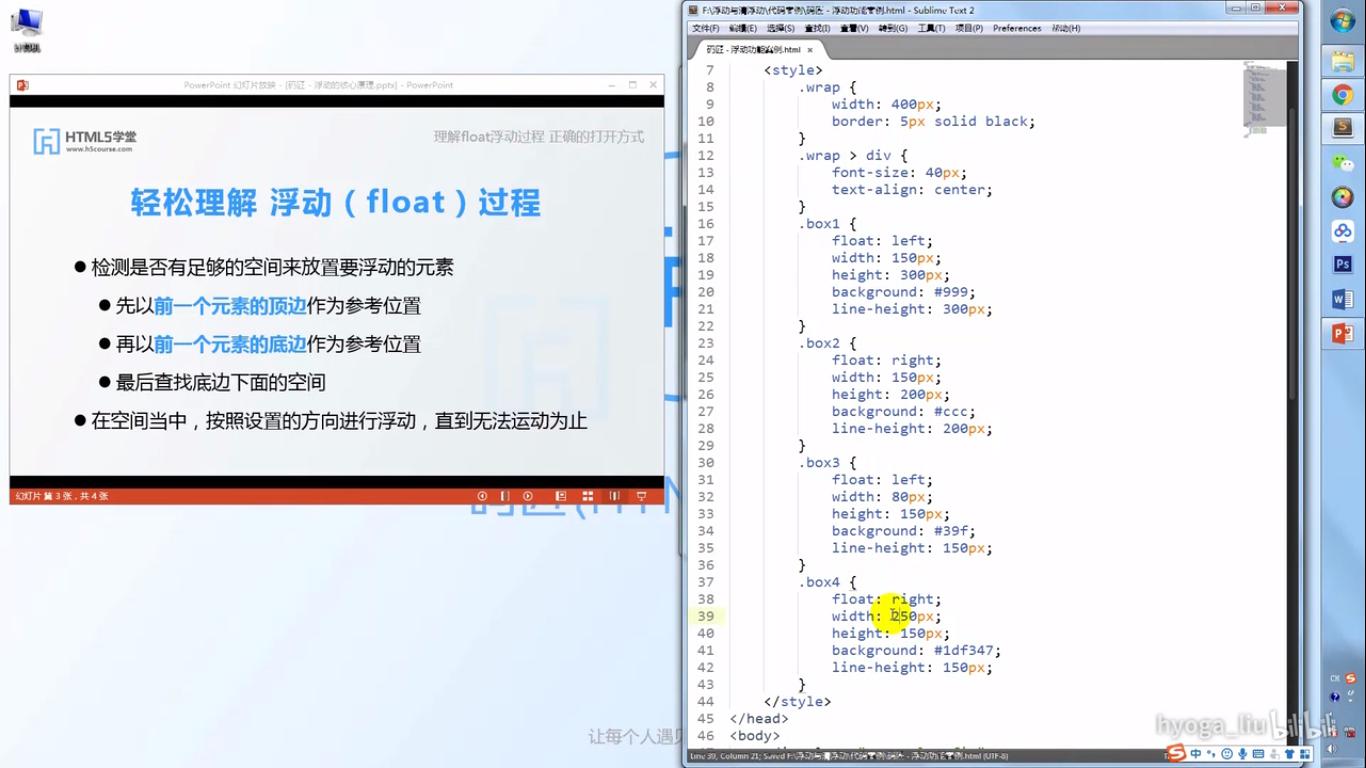 计算机
PowerPoint 幻灯片放映 - [码匠 - 浮动的核心原理.pptx] - PowerPoint
HTML5学堂
www.h5course.com
理解float浮动过程 正确的打开方式
轻松理解 浮动（float）过程
● 检测是否有足够的空间来放置要浮动的元素
● 先以前一个元素的顶边作为参考位置
● 再以前一个元素的底边作为参考位置
● 最后查找底边下面的空间
● 在空间当中，按照设置的方向进行浮动，直到无法运动为止
幻灯片 第 3 张，共 4 张
让每个人遇见
F:\浮动与清浮动\代码实例\码匠 - 浮动功能实例.html - Sublime Text 2
文件(F) 编辑(E) 选择(S) 查找(I) 查看(V) 转到(G) 工具(T) 项目(P) Preferences 帮助(H)
码匠 - 浮动功能实例.html ×
7 <style>
8 .wrap {
9 width: 400px;
10 border: 5px solid black;
11 }
12 .wrap > div {
13 font-size: 40px;
14 text-align: center;
15 }
16 .box1 {
17 float: left;
18 width: 150px;
19 height: 300px;
20 background: #999;
21 line-height: 300px;
22 }
23 .box2 {
24 float: right;
25 width: 150px;
26 height: 200px;
27 background: #ccc;
28 line-height: 200px;
29 }
30 .box3 {
31 float: left;
32 width: 80px;
33 height: 150px;
34 background: #39f;
35 line-height: 150px;
36 }
37 .box4 {
38 float: right;
39 width: 250px;
40 height: 150px;
41 background: #1df347;
42 line-height: 150px;
43 }
44 </style>
45 </head>
46 <body>
Line 39, Column 21; Saved F:\浮动与清浮动\代码实例\码匠 - 浮动功能实例.html (UTF-8)
hyoga_liu bilibili
Ps
CH
中